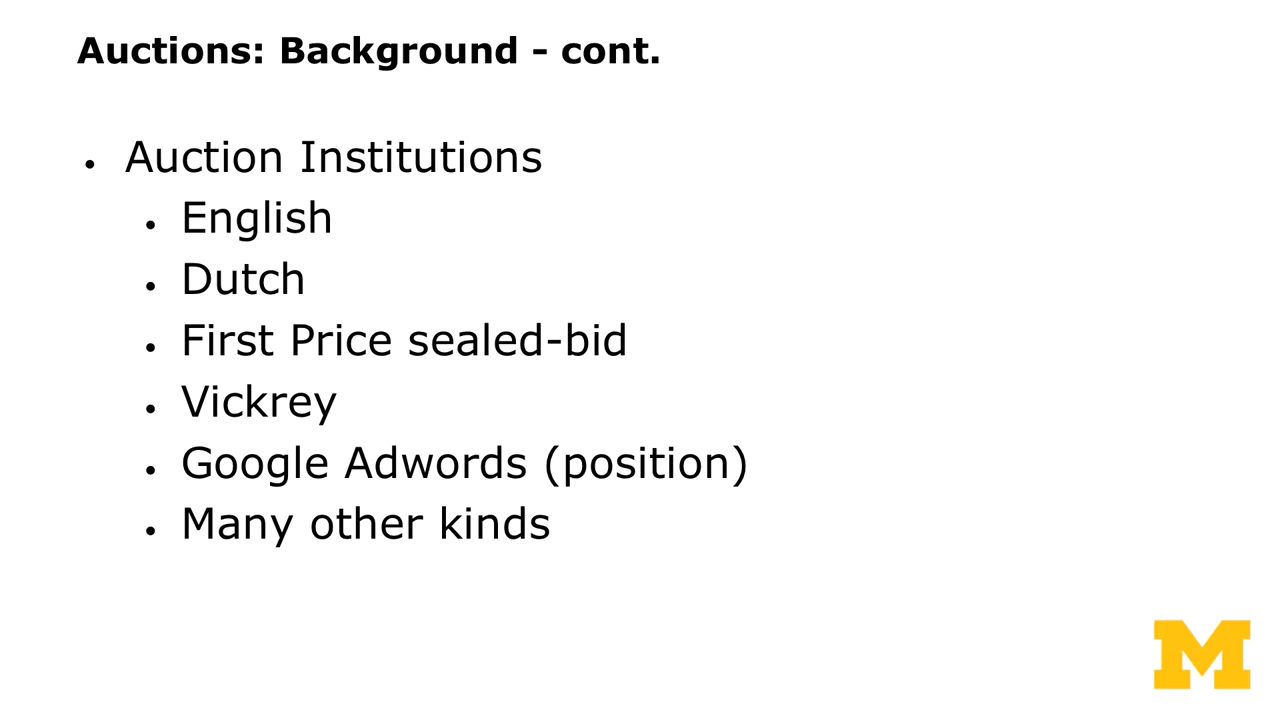 Auctions: Background - cont.
• Auction Institutions
• English
• Dutch
• First Price sealed-bid
• Vickrey
• Google Adwords (position)
• Many other kinds
M